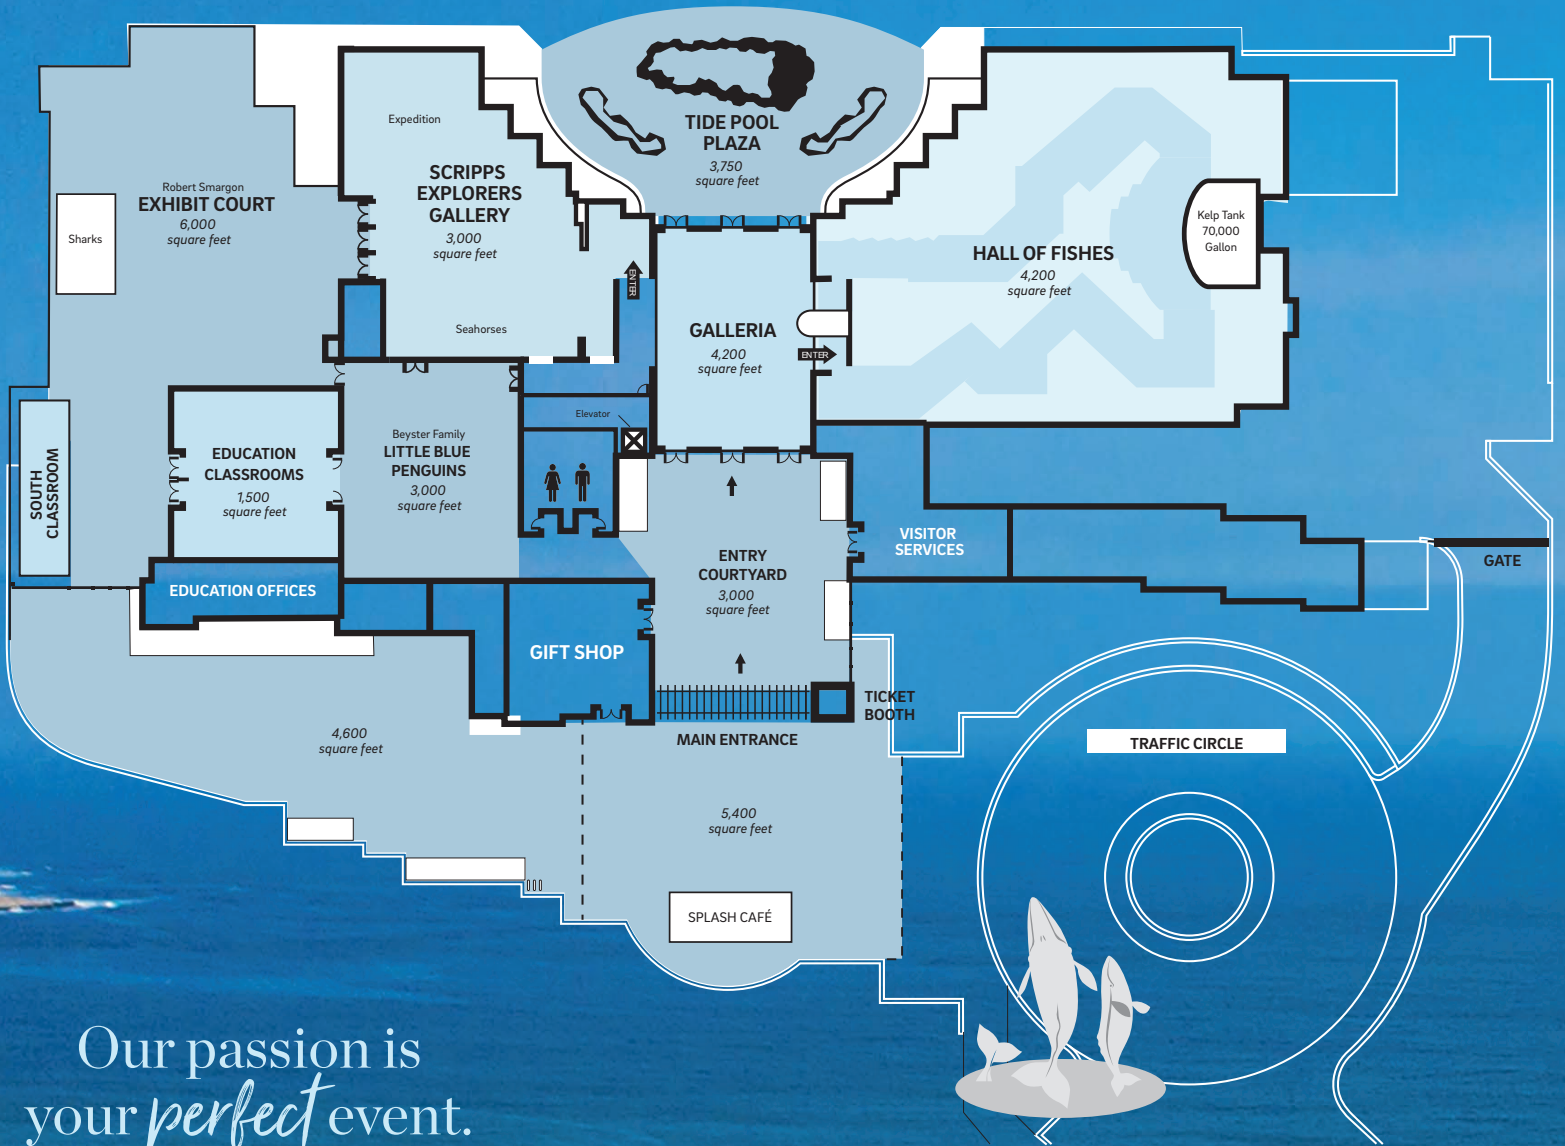 TIDE POOL
PLAZA
3,750
square feet
Expedition
SCRIPPS
EXPLORERS
GALLERY
3,000
square feet
Seahorses
Robert Smargon
EXHIBIT COURT
6,000
square feet
Sharks
ENTER
GALLERIA
4,200
square feet
ENTER
HALL OF FISHES
4,200
square feet
Kelp Tank
70,000
Gallon
SOUTH
CLASSROOM
EDUCATION
CLASSROOMS
1,500
square feet
Beyster Family
LITTLE BLUE
PENGUINS
3,000
square feet
Elevator
ENTRY
COURTYARD
3,000
square feet
VISITOR
SERVICES
GATE
EDUCATION OFFICES
GIFT SHOP
TICKET
BOOTH
MAIN ENTRANCE
TRAFFIC CIRCLE
4,600
square feet
5,400
square feet
SPLASH CAFÉ
Our passion is
your perfect event.